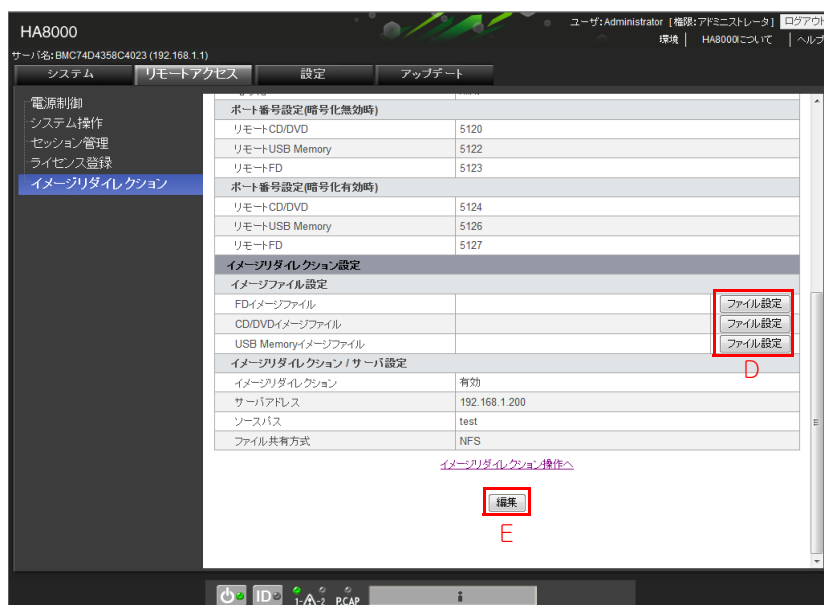 HA8000
ユーザ:Administrator [権限:アドミニストレータ] ログアウト
環境 | HA8000について | ヘルプ
サーバ名:BMC74D4358C4023 (192.168.1.1)
システム リモートアクセス 設定 アップデート
電源制御
システム操作
セッション管理
ライセンス登録
イメージリダイレクション
ポート番号設定(暗号化無効時)
リモートCD/DVD 5120
リモートUSB Memory 5122
リモートFD 5123
ポート番号設定(暗号化有効時)
リモートCD/DVD 5124
リモートUSB Memory 5126
リモートFD 5127
イメージリダイレクション設定
イメージファイル設定
FDイメージファイル ファイル設定
CD/DVDイメージファイル ファイル設定
USB Memoryイメージファイル ファイル設定
D
イメージリダイレクション / サーバ設定
イメージリダイレクション 有効
サーバアドレス 192.168.1.200
ソースパス test
ファイル共有方式 NFS
イメージリダイレクション操作へ
編集
E
ID 1-⚠-2 P.CAP i